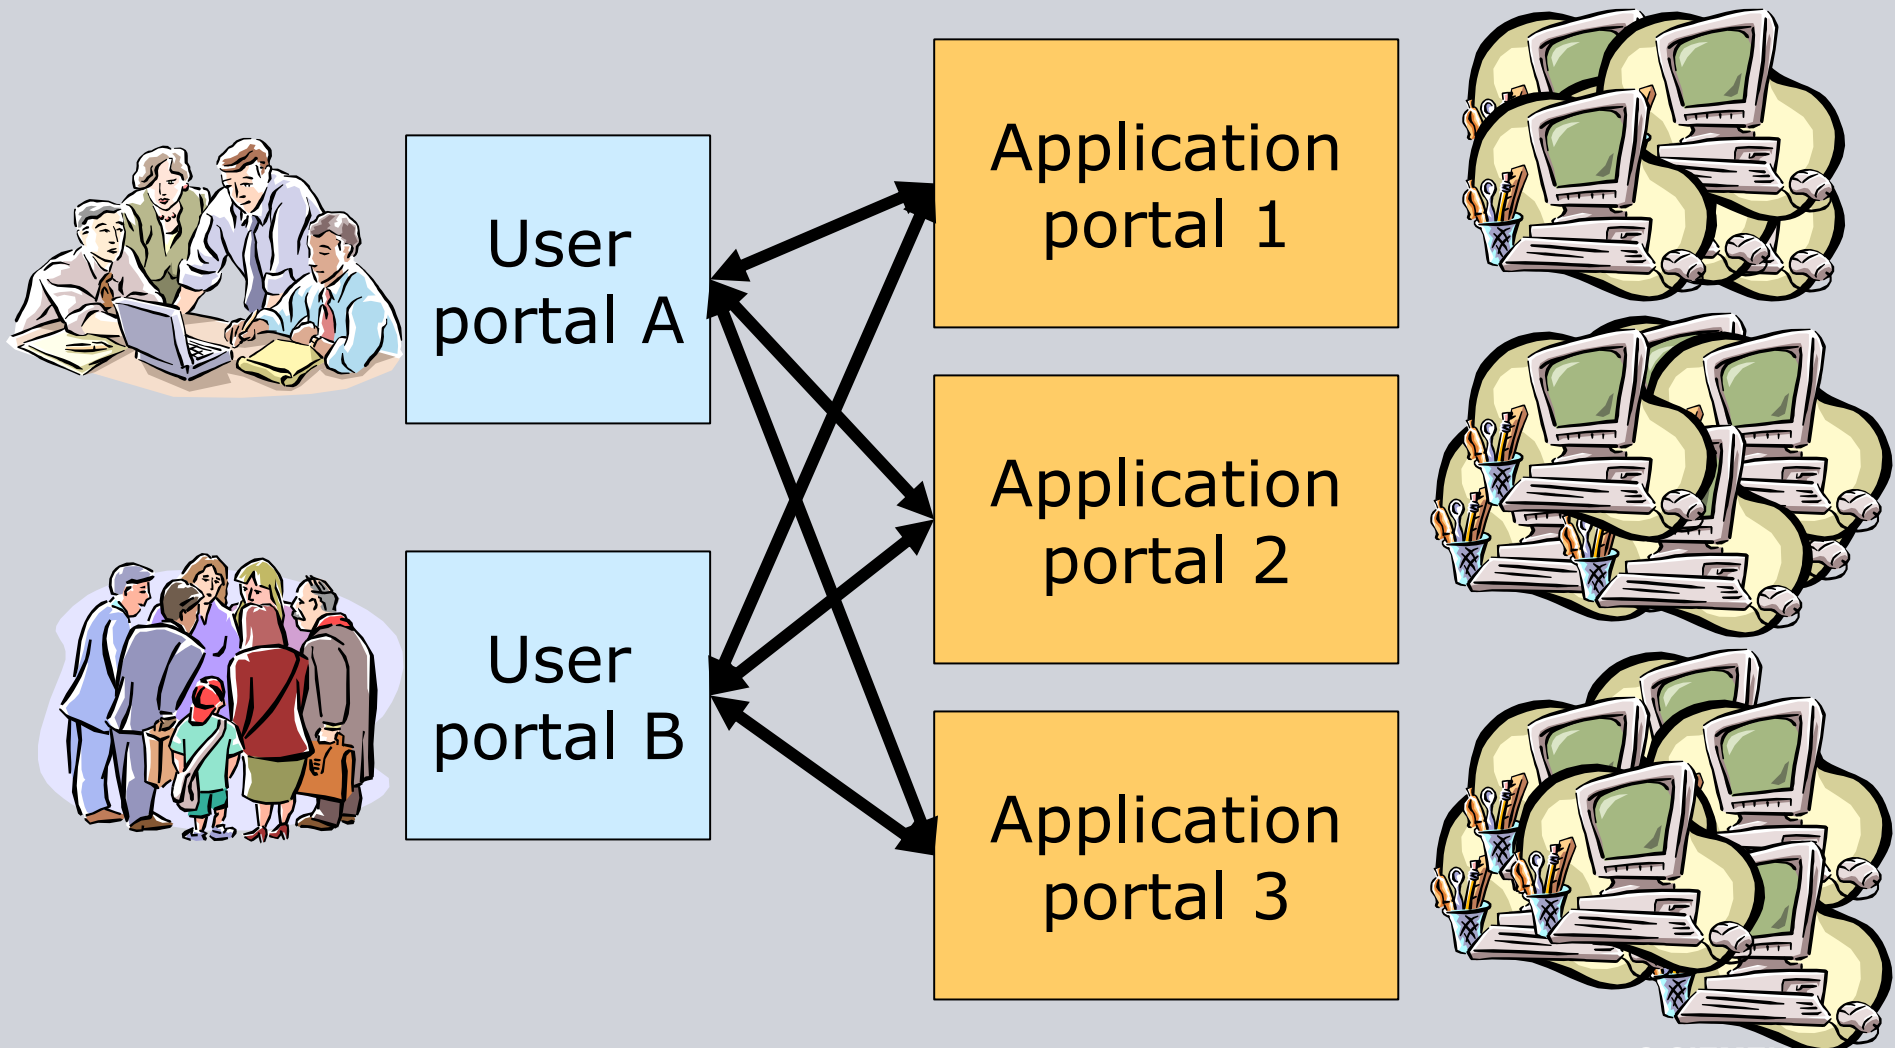 User
portal A
User
portal B
Application
portal 1
Application
portal 2
Application
portal 3